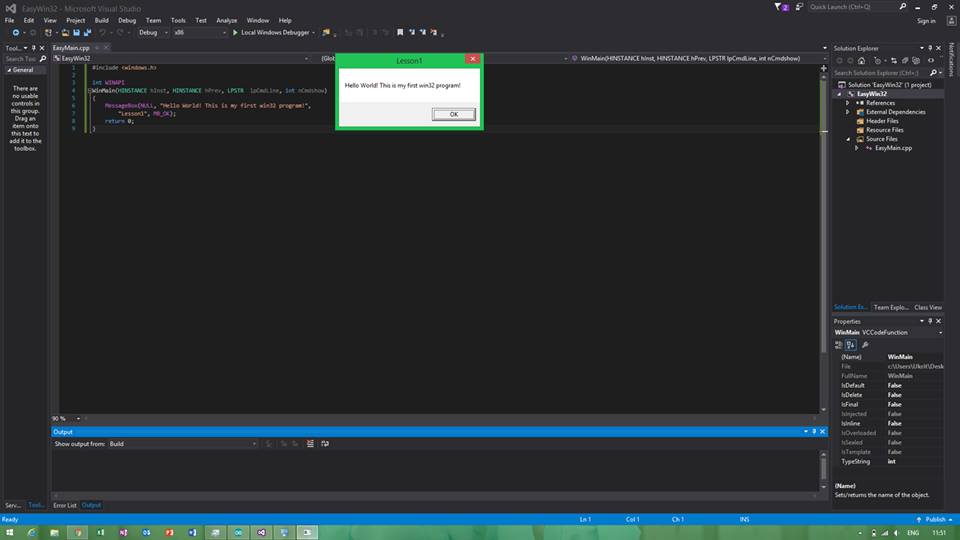 EasyWin32 - Microsoft Visual Studio
2
Quick Launch (Ctrl+Q)
File Edit View Project Build Debug Team Tools Test Analyze Window Help
Sign in
Debug x86 Local Windows Debugger
Tool...
Search Too
General
There are
no usable
controls in
this group.
Drag an
item onto
this text to
add it to the
toolbox.
EasyMain.cpp
EasyWin32
(Glob
WinMain(HINSTANCE hInst, HINSTANCE hPrev, LPSTR lpCmdLine, int nCmdshow)
1 #include <windows.h>
2
3 int WINAPI
4 WinMain(HINSTANCE hInst, HINSTANCE hPrev, LPSTR lpCmdLine, int nCmdshow)
5 {
6 MessageBox(NULL, "Hello World! This is my first win32 program!",
7 "Lesson1", MB_OK);
8 return 0;
9 }
Lesson1
Hello World! This is my first win32 program!
OK
90 %
Output
Show output from: Build
Serv... Tool...
Error List Output
Solution Explorer
Search Solution Explorer (Ctrl+;)
Solution 'EasyWin32' (1 project)
EasyWin32
References
External Dependencies
Header Files
Resource Files
Source Files
EasyMain.cpp
Solution Ex... Team Explo... Class View
Properties
WinMain VCCodeFunction
(Name) WinMain
File c:\Users\Ukrit\Desk
FullName WinMain
IsDefault False
IsDelete False
IsFinal False
IsInjected False
IsInline False
IsOverloaded False
IsSealed False
IsTemplate False
TypeString int
(Name)
Sets/returns the name of the object.
Notifications
Ready
Ln 1 Col 1 Ch 1 INS
Publish
ENG 11:51